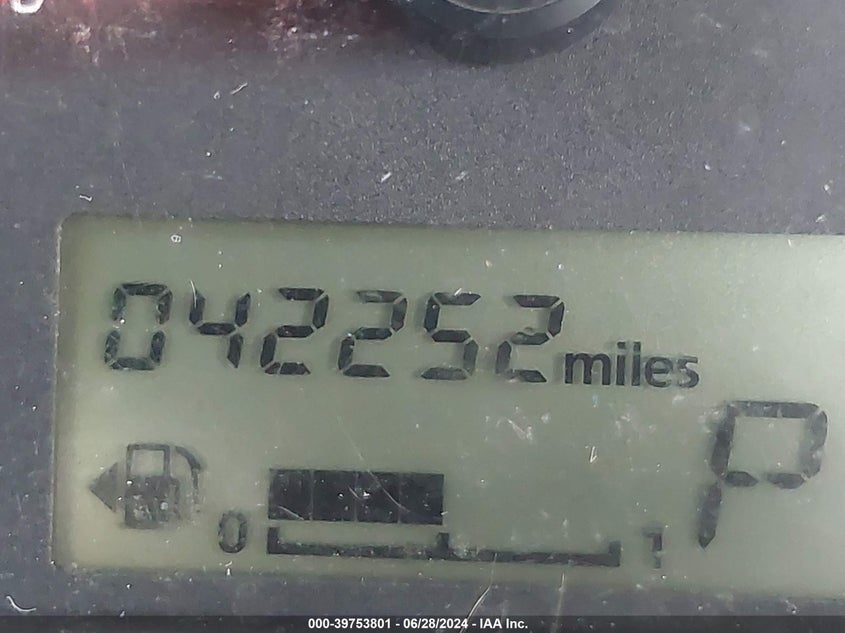 042252 miles
P
0 1
000-39753801 - 06/28/2024 - IAA Inc.